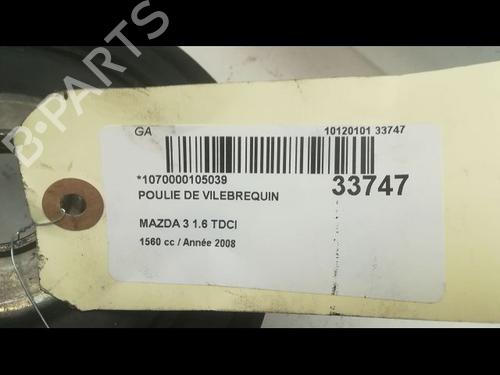 GA
10120101 33747
*1070000105039
33747
POULIE DE VILEBREQUIN
MAZDA 3 1.6 TDCI
1560 cc / Année 2008
B-PARTS